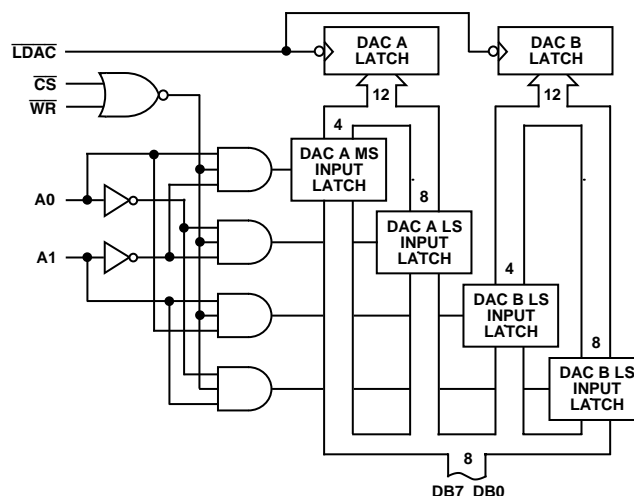 LDAC
DAC A
LATCH
DAC B
LATCH
CS
WR
12
12
4
DAC A MS
INPUT
LATCH
8
A0
DAC A LS
INPUT
LATCH
A1
4
DAC B LS
INPUT
LATCH
8
DAC B LS
INPUT
LATCH
8
DB7 DB0